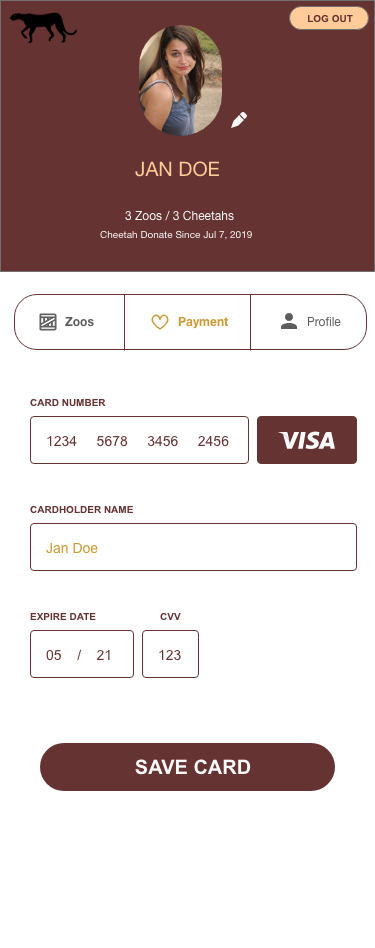 LOG OUT
JAN DOE
3 Zoos / 3 Cheetahs
Cheetah Donate Since Jul 7, 2019
Zoos
Payment
Profile
CARD NUMBER
1234 5678 3456 2456
VISA
CARDHOLDER NAME
Jan Doe
EXPIRE DATE
CVV
05 / 21
123
SAVE CARD